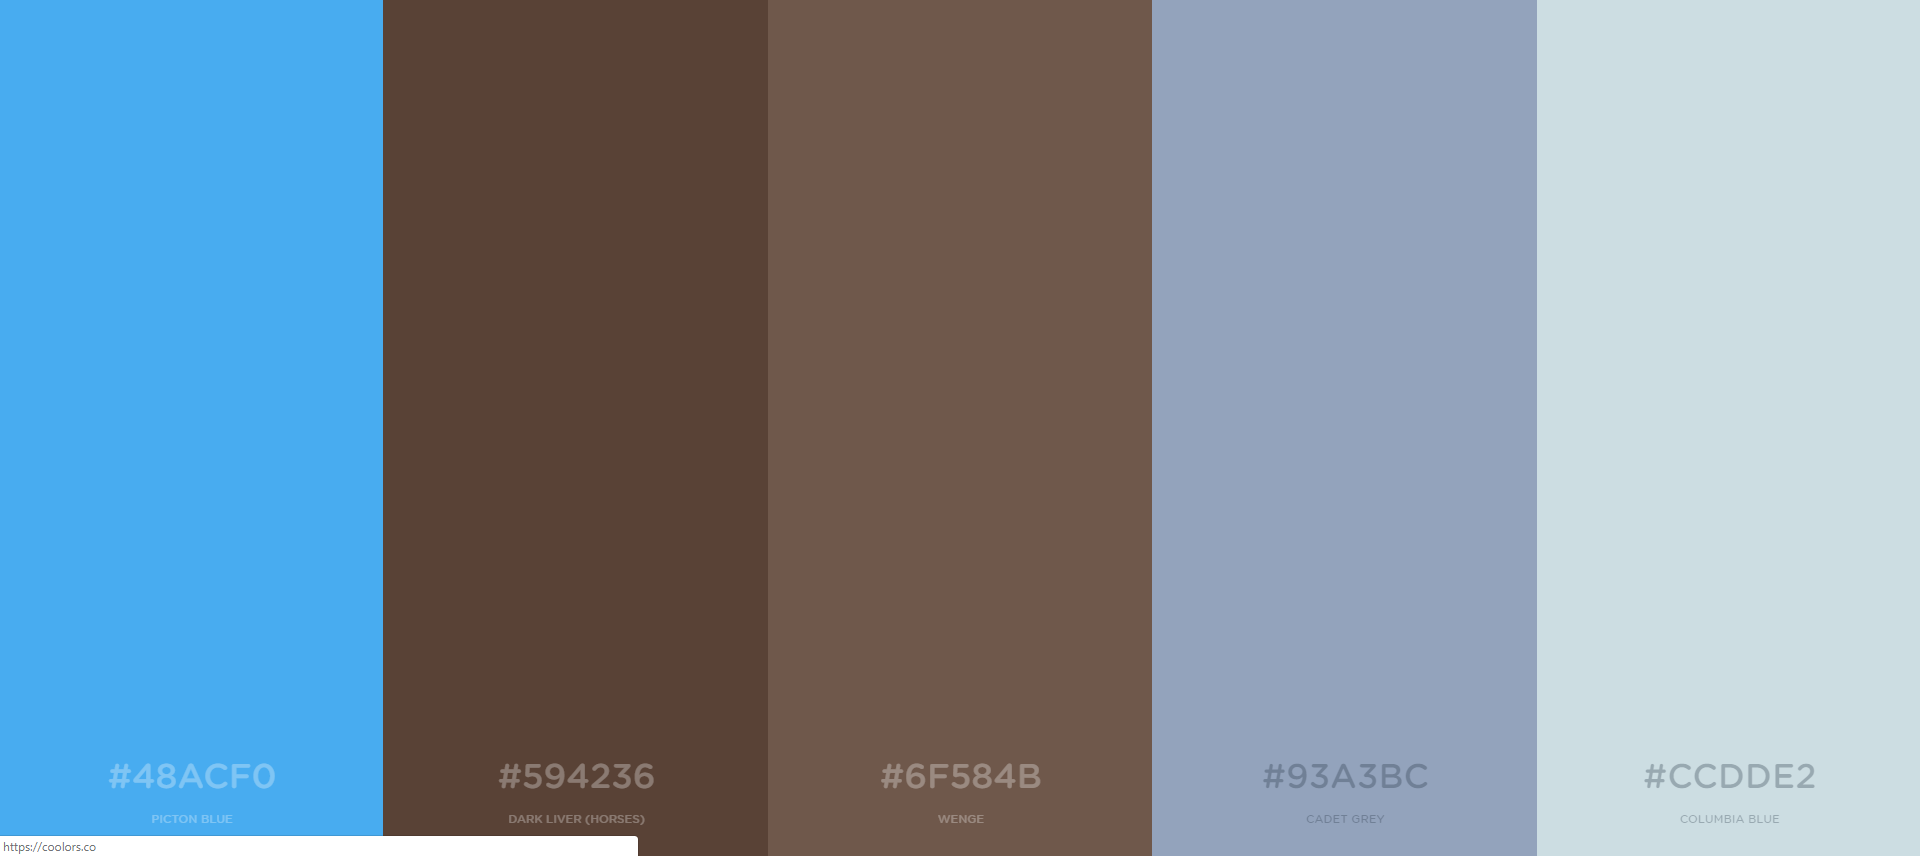 #48ACF0
PICTON BLUE
#594236
DARK LIVER (HORSES)
#6F584B
WENGE
#93A3BC
CADET GREY
#CCDDE2
COLUMBIA BLUE
https://coolors.co